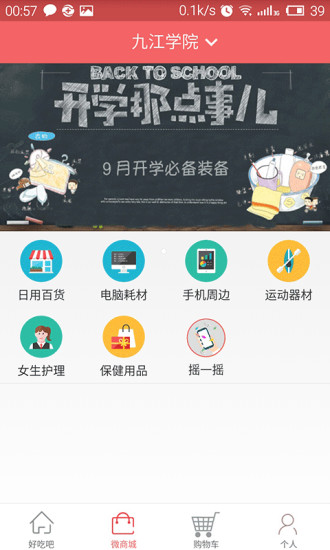 00:57
0.1k/s
39
九江学院
BACK TO SCHOOL
开学那点事儿
9月开学必备装备
日用百货
电脑耗材
手机周边
运动器材
女生护理
保健用品
摇一摇
好吃吧
微商城
购物车
个人